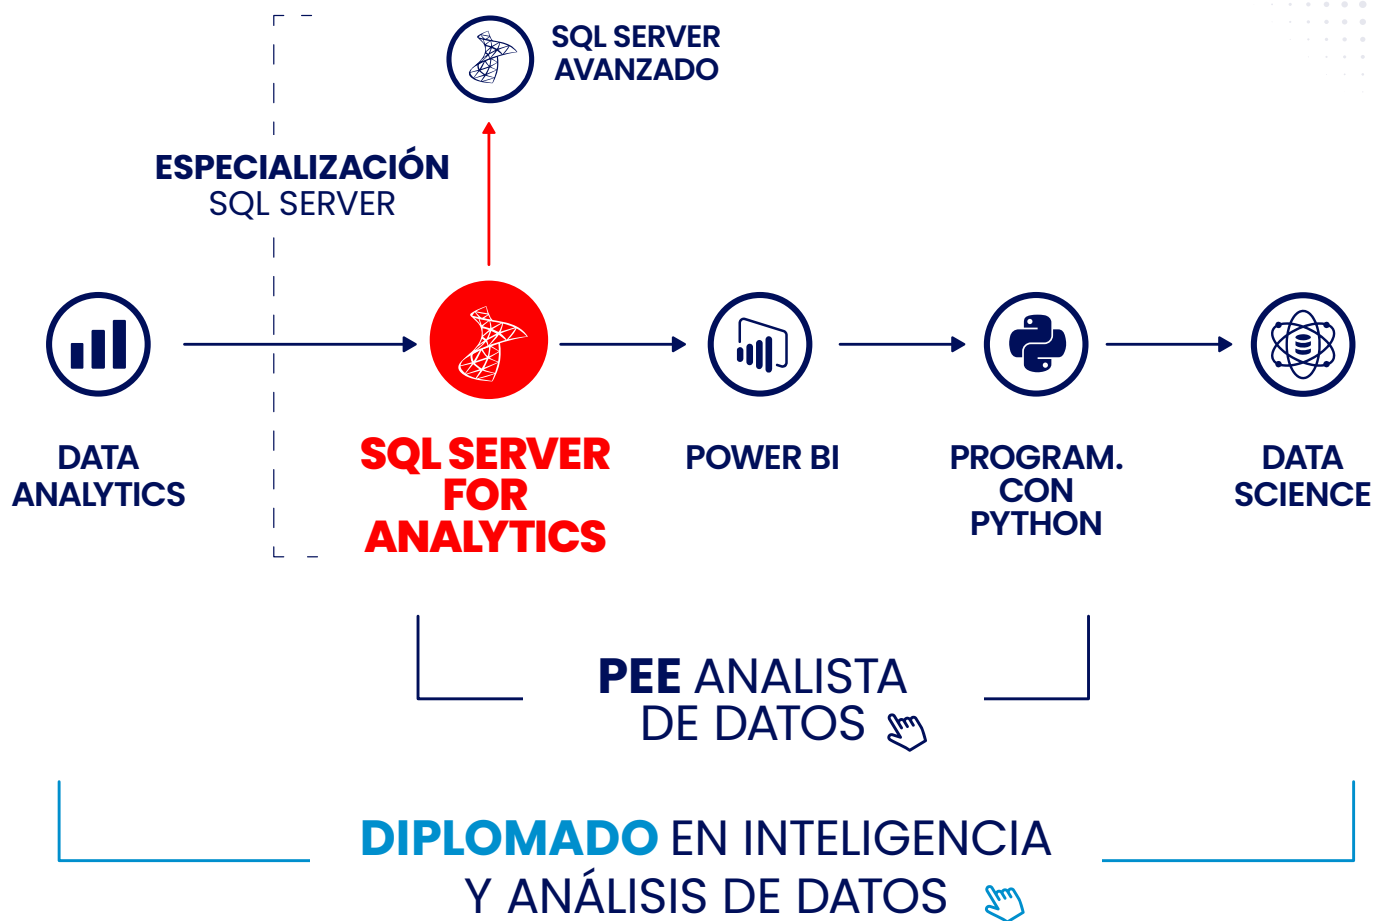 SQL SERVER
AVANZADO
ESPECIALIZACIÓN
SQL SERVER
DATA
ANALYTICS
SQL SERVER
FOR
ANALYTICS
POWER BI
PROGRAM.
CON
PYTHON
DATA
SCIENCE
PEE ANALISTA
DE DATOS
DIPLOMADO EN INTELIGENCIA
Y ANÁLISIS DE DATOS